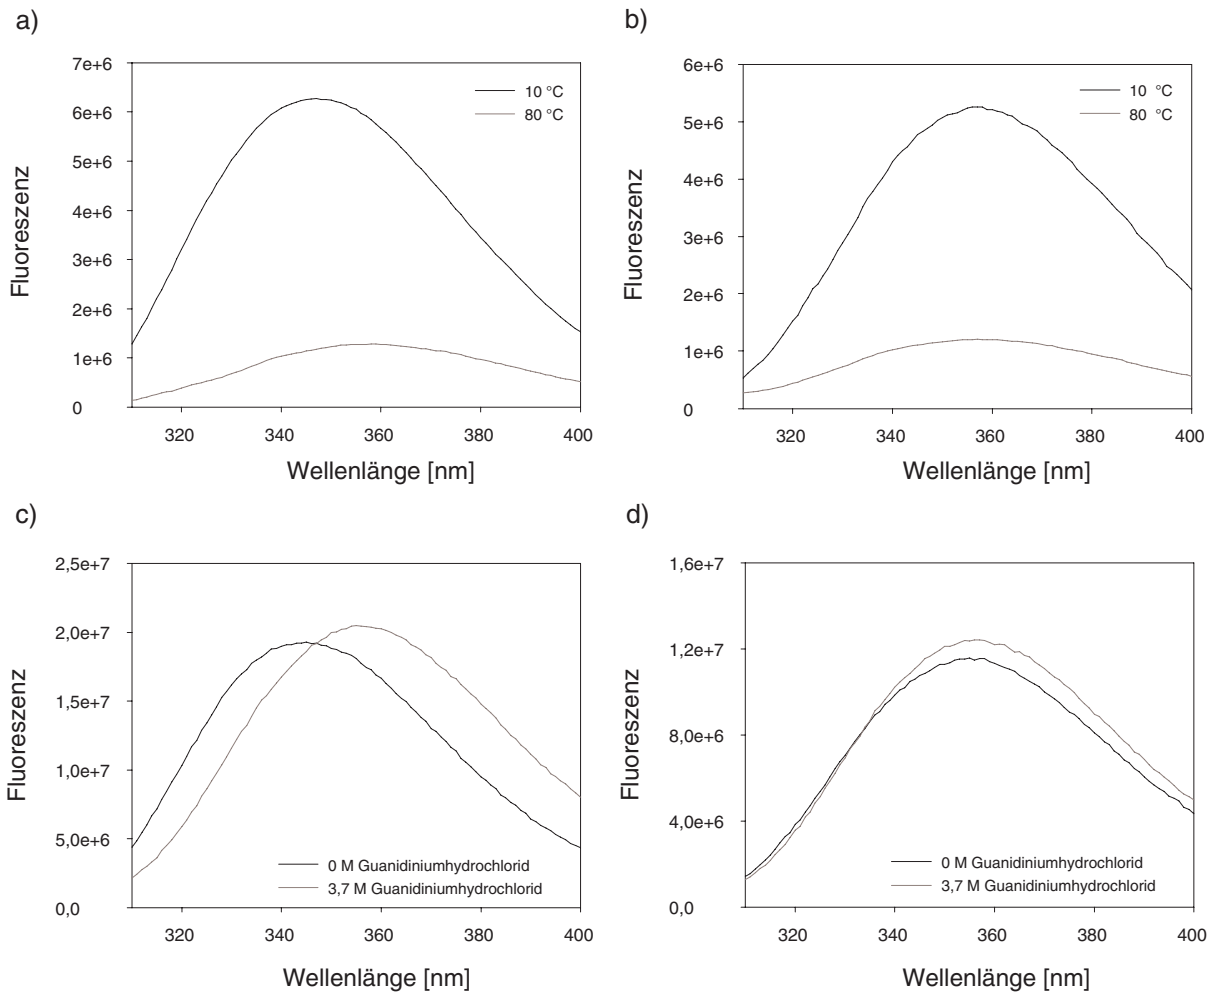 a)
7e+6
6e+6
5e+6
4e+6
3e+6
2e+6
1e+6
0
Fluoreszenz
10 °C
80 °C
320 340 360 380 400
Wellenlänge [nm]
b)
6e+6
5e+6
4e+6
3e+6
2e+6
1e+6
0
Fluoreszenz
10 °C
80 °C
320 340 360 380 400
Wellenlänge [nm]
c)
2,5e+7
2,0e+7
1,5e+7
1,0e+7
5,0e+6
0,0
Fluoreszenz
0 M Guanidiniumhydrochlorid
3,7 M Guanidiniumhydrochlorid
320 340 360 380 400
Wellenlänge [nm]
d)
1,6e+7
1,2e+7
8,0e+6
4,0e+6
0,0
Fluoreszenz
0 M Guanidiniumhydrochlorid
3,7 M Guanidiniumhydrochlorid
320 340 360 380 400
Wellenlänge [nm]